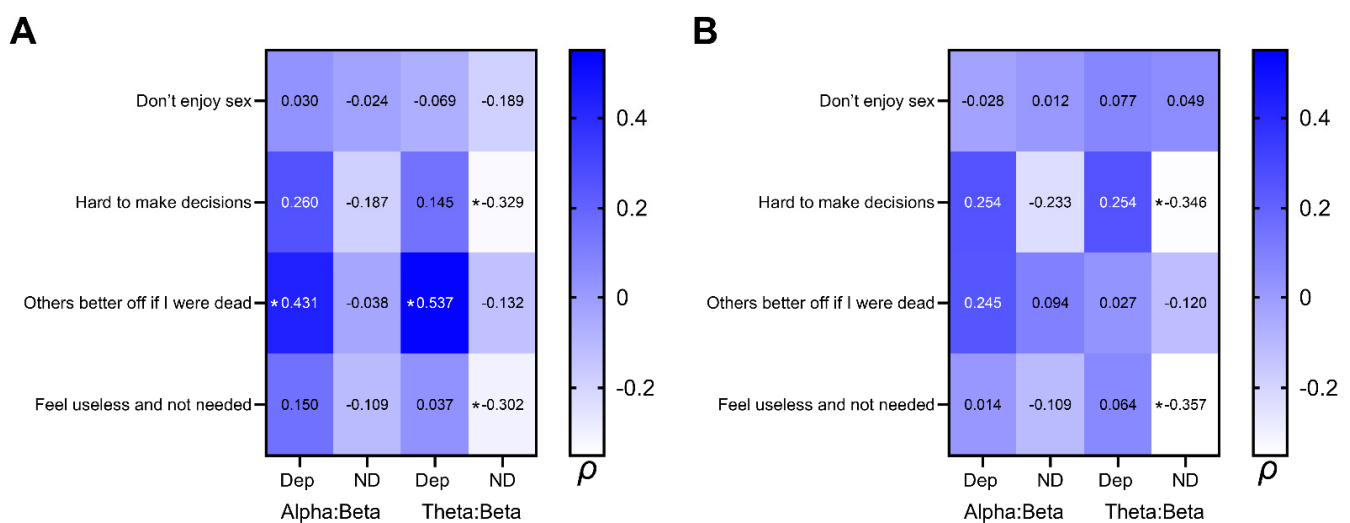 A
B
Don’t enjoy sex
0.030 -0.024 -0.069 -0.189
Hard to make decisions
0.260 -0.187 0.145 *-0.329
Others better off if I were dead
*0.431 -0.038 *0.537 -0.132
Feel useless and not needed
0.150 -0.109 0.037 *-0.302
Dep ND Dep ND
Alpha:Beta Theta:Beta
0.4
0.2
0
-0.2
ρ
Don’t enjoy sex
-0.028 0.012 0.077 0.049
Hard to make decisions
0.254 -0.233 0.254 *-0.346
Others better off if I were dead
0.245 0.094 0.027 -0.120
Feel useless and not needed
0.014 -0.109 0.064 *-0.357
Dep ND Dep ND
Alpha:Beta Theta:Beta
0.4
0.2
0
-0.2
ρ